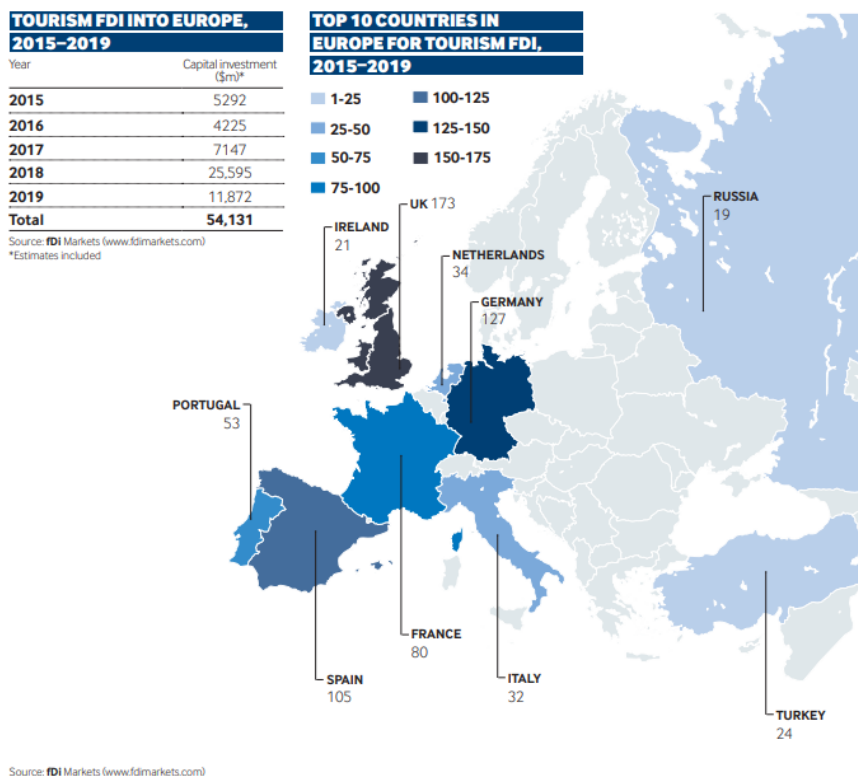 TOURISM FDI INTO EUROPE,
2015–2019
Year Capital investment
($m)*
2015 5292
2016 4225
2017 7147
2018 25,595
2019 11,872
Total 54,131
Source: fDi Markets (www.fdimarkets.com)
*Estimates included
TOP 10 COUNTRIES IN
EUROPE FOR TOURISM FDI,
2015–2019
1-25 100-125
25-50 125-150
50-75 150-175
75-100
UK 173
RUSSIA
19
IRELAND
21
NETHERLANDS
34
GERMANY
127
PORTUGAL
53
FRANCE
80
SPAIN
105
ITALY
32
TURKEY
24
Source: fDi Markets (www.fdimarkets.com)